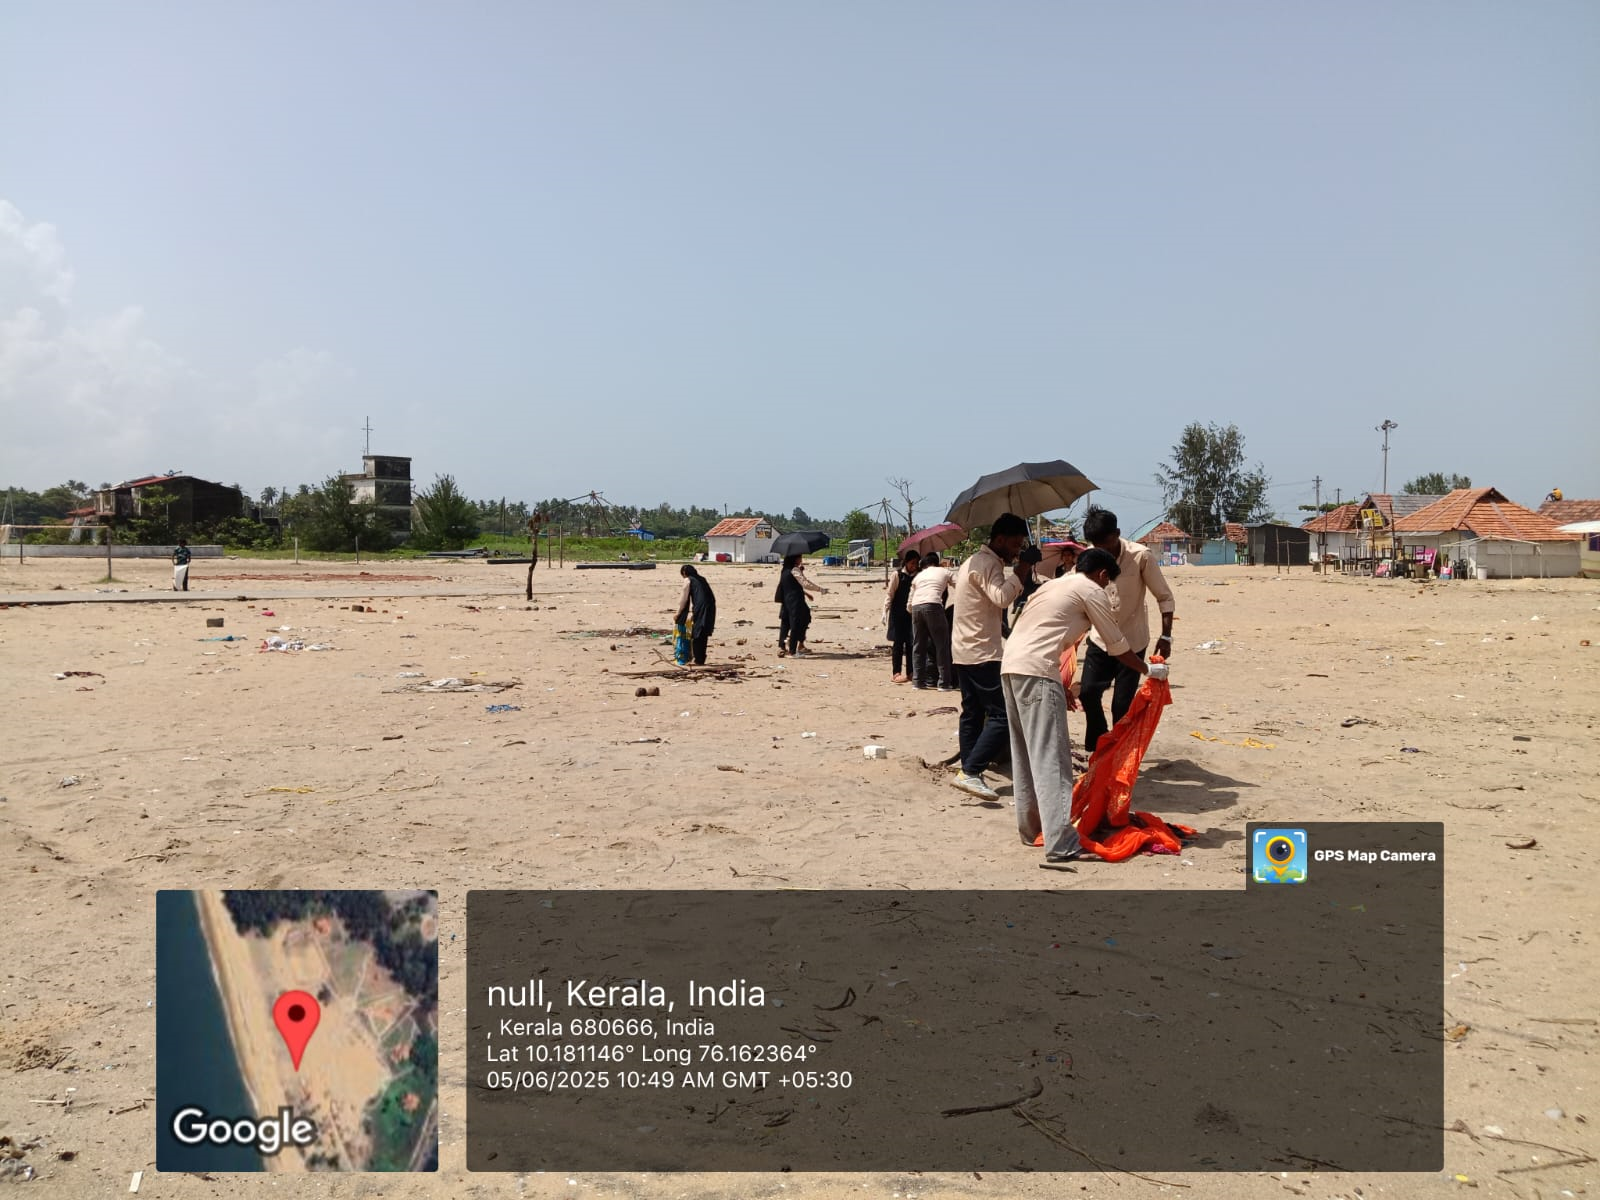 GPS Map Camera
null, Kerala, India
, Kerala 680666, India
Lat 10.181146° Long 76.162364°
05/06/2025 10:49 AM GMT +05:30
Google